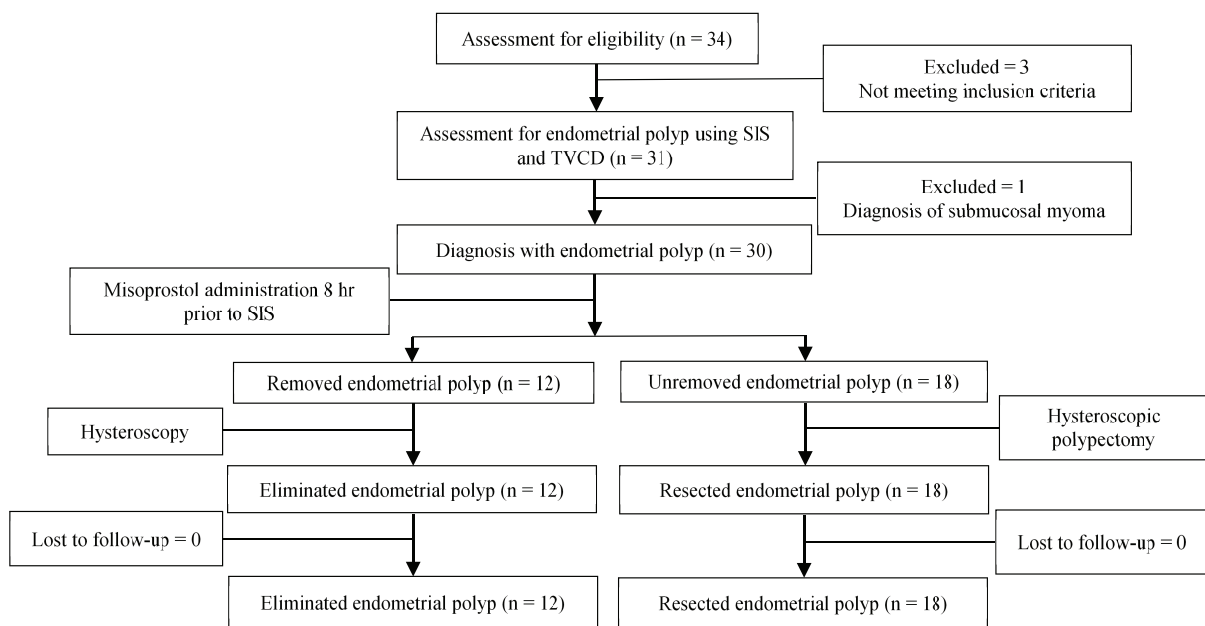 Assessment for eligibility (n = 34)
Excluded = 3
Not meeting inclusion criteria
Assessment for endometrial polyp using SIS
and TVCD (n = 31)
Excluded = 1
Diagnosis of submucosal myoma
Diagnosis with endometrial polyp (n = 30)
Misoprostol administration 8 hr
prior to SIS
Removed endometrial polyp (n = 12)
Unremoved endometrial polyp (n = 18)
Hysteroscopy
Hysteroscopic
polypectomy
Eliminated endometrial polyp (n = 12)
Resected endometrial polyp (n = 18)
Lost to follow-up = 0
Lost to follow-up = 0
Eliminated endometrial polyp (n = 12)
Resected endometrial polyp (n = 18)